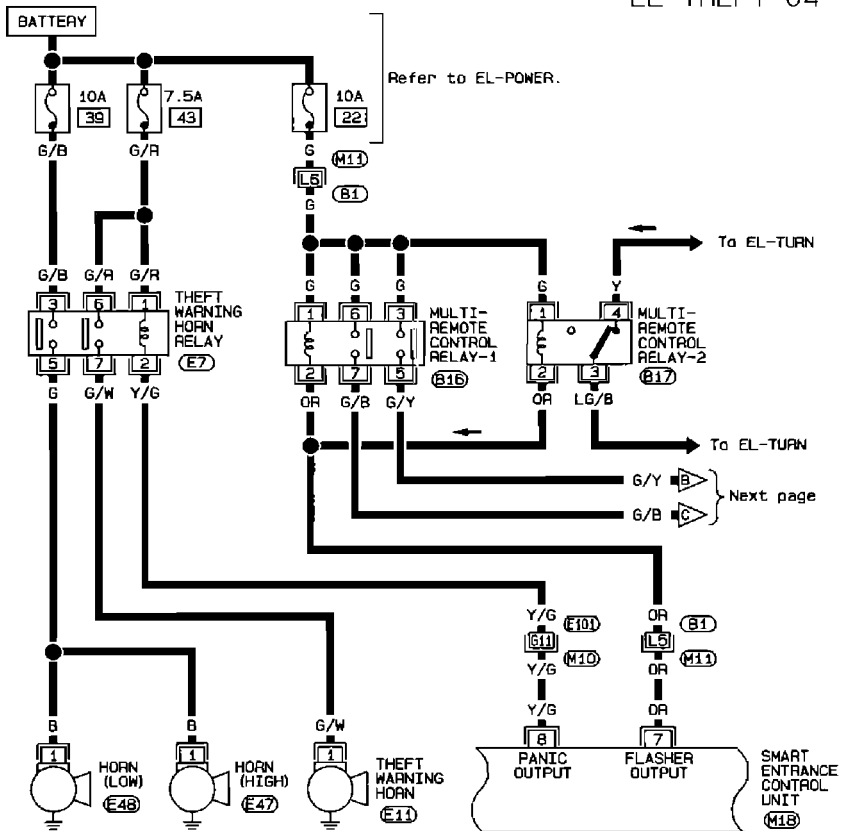 BATTERY
10A
39
7.5A
43
10A
22
Refer to EL-POWER.
G/B
G/R
G
M11
L5
B1
G
To EL-TURN
G/B
G/R
G/R
G
G
G
G
Y
3
6
1
THEFT
WARNING
HORN
RELAY
E7
1
6
3
MULTI-
REMOTE
CONTROL
RELAY-1
B16
1
4
MULTI-
REMOTE
CONTROL
RELAY-2
B17
5
7
2
2
7
5
2
3
G
G/W
Y/G
OR
G/B
G/Y
OR
LG/B
To EL-TURN
G/Y
B
G/B
C
Next page
Y/G
E101
G11
M10
Y/G
Y/G
OR
B1
L5
M11
OR
OR
B
B
G/W
1
HORN
(LOW)
E48
1
HORN
(HIGH)
E47
1
THEFT
WARNING
HORN
E11
8
PANIC
OUTPUT
7
FLASHER
OUTPUT
SMART
ENTRANCE
CONTROL
UNIT
M18